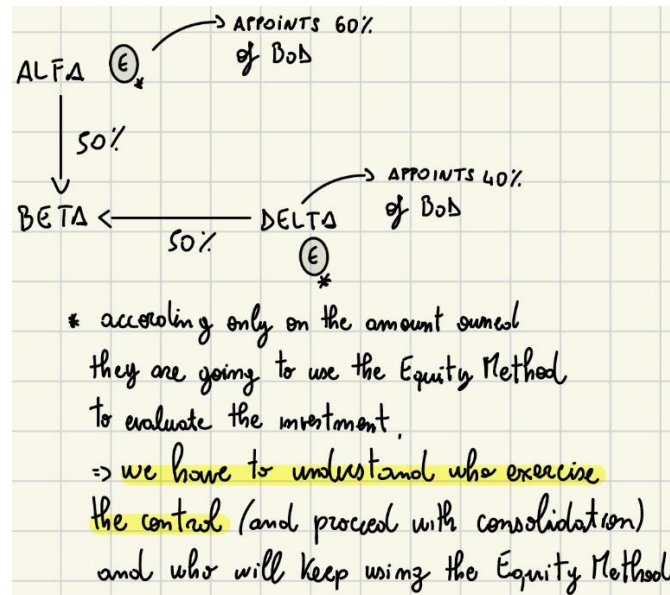 APPOINTS 60%
of BoD
ALFA E *
50%
APPOINTS 40%
of BoD
BETA DELTA
50%
E
*
* according only on the amount owned
they are going to use the Equity Method
to evaluate the investment.
=> we have to understand who exercise
the control (and proceed with consolidation)
and who will keep using the Equity Method